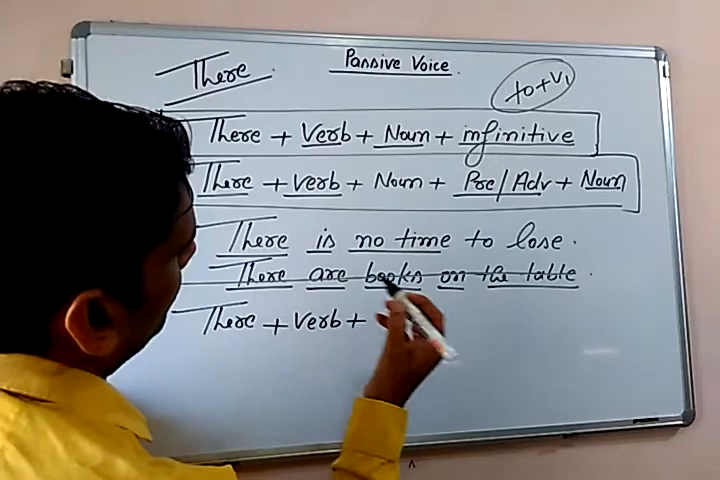 There
Passive Voice.
to + V1
There + Verb + Noun + infinitive
There + verb + Noun + Pre/Adv + Noun
There is no time to lose.
There are books on the table.
There + verb +